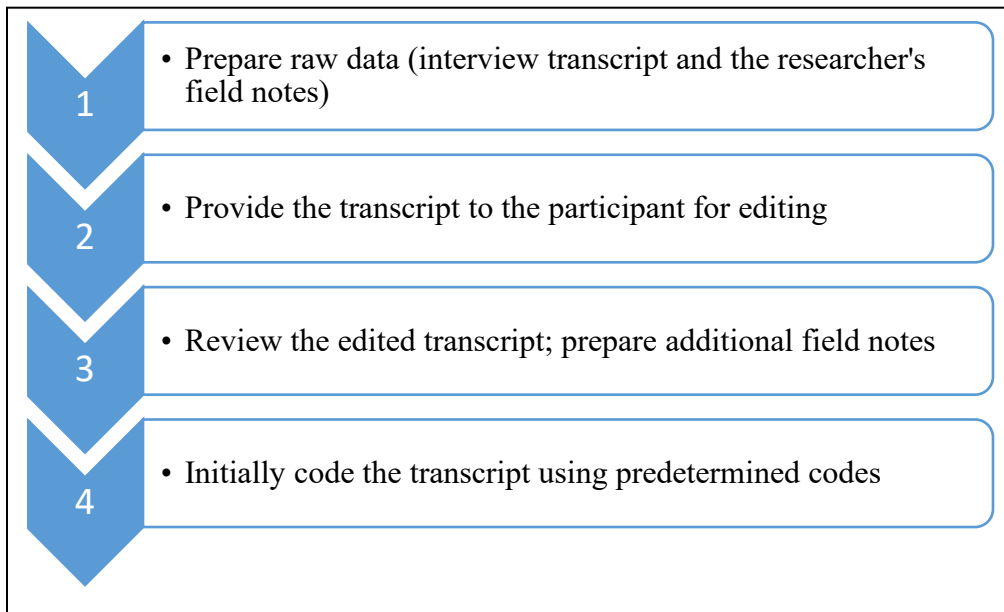 1
• Prepare raw data (interview transcript and the researcher's
field notes)
2
• Provide the transcript to the participant for editing
3
• Review the edited transcript; prepare additional field notes
4
• Initially code the transcript using predetermined codes